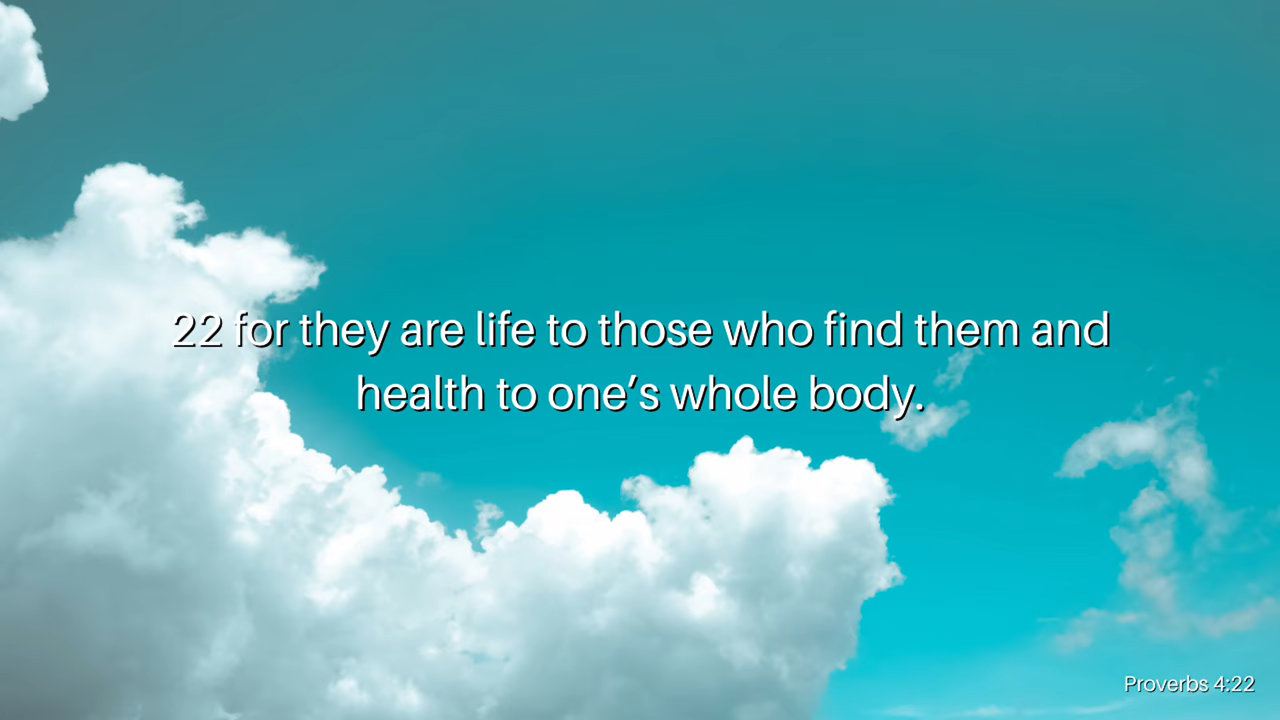 22 for they are life to those who find them and
health to one’s whole body.
Proverbs 4:22